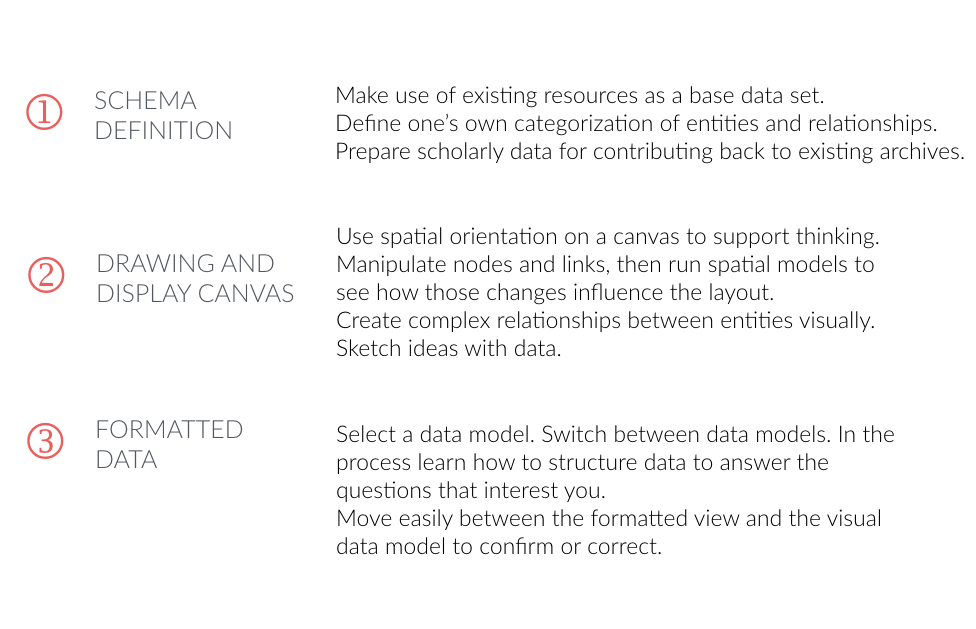 ① SCHEMA
DEFINITION
Make use of existing resources as a base data set.
Define one’s own categorization of entities and relationships.
Prepare scholarly data for contributing back to existing archives.
② DRAWING AND
DISPLAY CANVAS
Use spatial orientation on a canvas to support thinking.
Manipulate nodes and links, then run spatial models to
see how those changes influence the layout.
Create complex relationships between entities visually.
Sketch ideas with data.
③ FORMATTED
DATA
Select a data model. Switch between data models. In the
process learn how to structure data to answer the
questions that interest you.
Move easily between the formatted view and the visual
data model to confirm or correct.